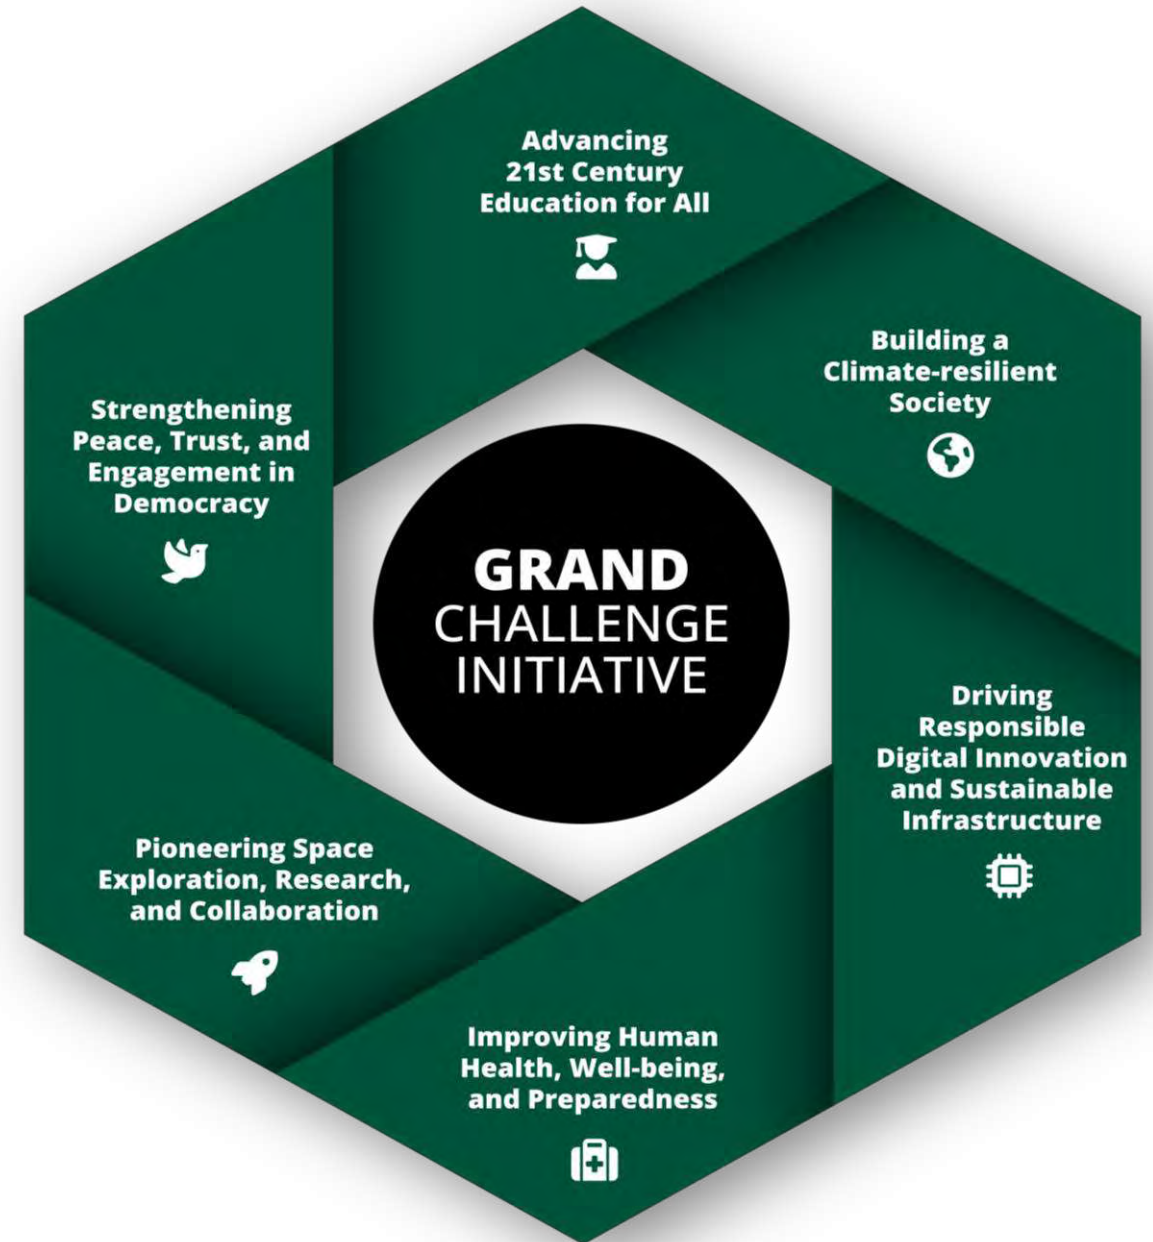 Advancing
21st Century
Education for All
Building a
Climate-resilient
Society
Strengthening
Peace, Trust, and
Engagement in
Democracy
GRAND
CHALLENGE
INITIATIVE
Driving
Responsible
Digital Innovation
and Sustainable
Infrastructure
Pioneering Space
Exploration, Research,
and Collaboration
Improving Human
Health, Well-being,
and Preparedness